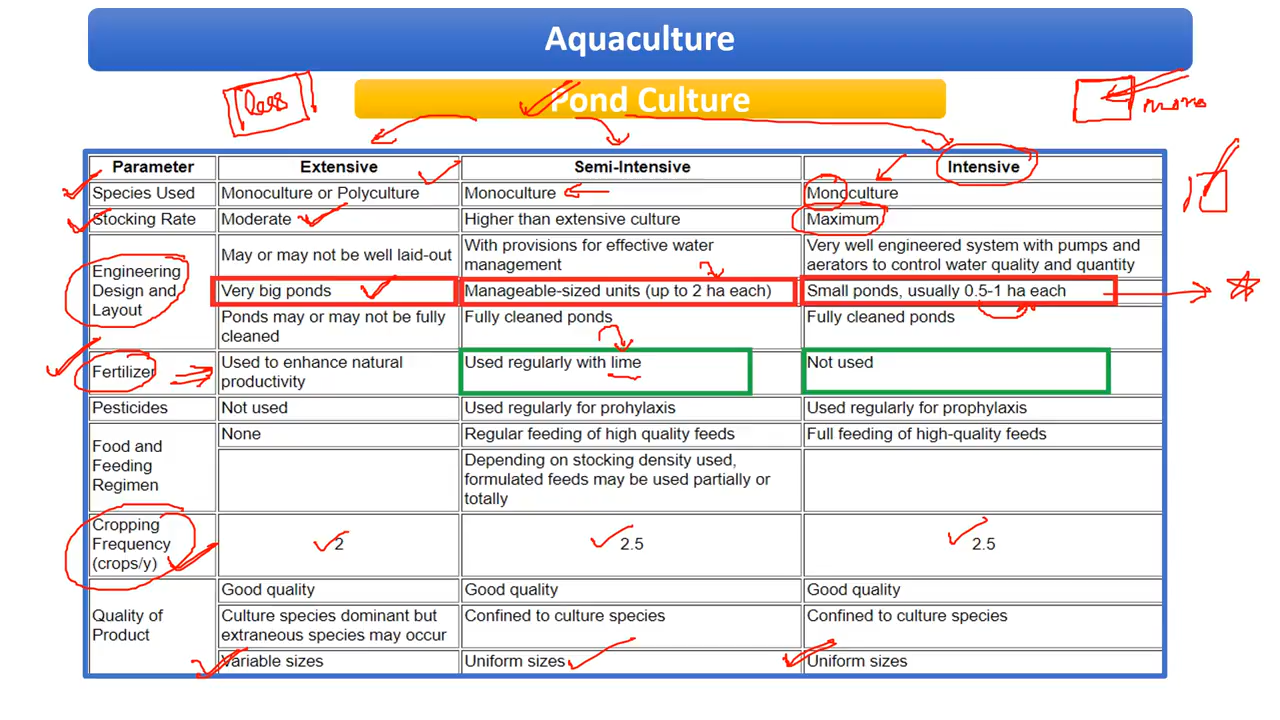 Aquaculture
less
Pond Culture
more
Parameter Extensive Semi-Intensive Intensive
Species Used Monoculture or Polyculture Monoculture Monoculture
Stocking Rate Moderate Higher than extensive culture Maximum
Engineering
Design and
Layout
May or may not be well laid-out
With provisions for effective water
management
Very well engineered system with pumps and
aerators to control water quality and quantity
Very big ponds
Manageable-sized units (up to 2 ha each)
Small ponds, usually 0.5-1 ha each
Ponds may or may not be fully
cleaned
Fully cleaned ponds
Fully cleaned ponds
Fertilizer
Used to enhance natural
productivity
Used regularly with lime
Not used
Pesticides Not used Used regularly for prohylaxis Used regularly for prophylaxis
Food and
Feeding
Regimen
None
Regular feeding of high quality feeds
Full feeding of high-quality feeds
Depending on stocking density used,
formulated feeds may be used partially or
totally
Cropping
Frequency
(crops/y)
2 2.5 2.5
Quality of
Product
Good quality Good quality Good quality
Culture species dominant but
extraneous species may occur
Confined to culture species
Confined to culture species
Variable sizes Uniform sizes Uniform sizes